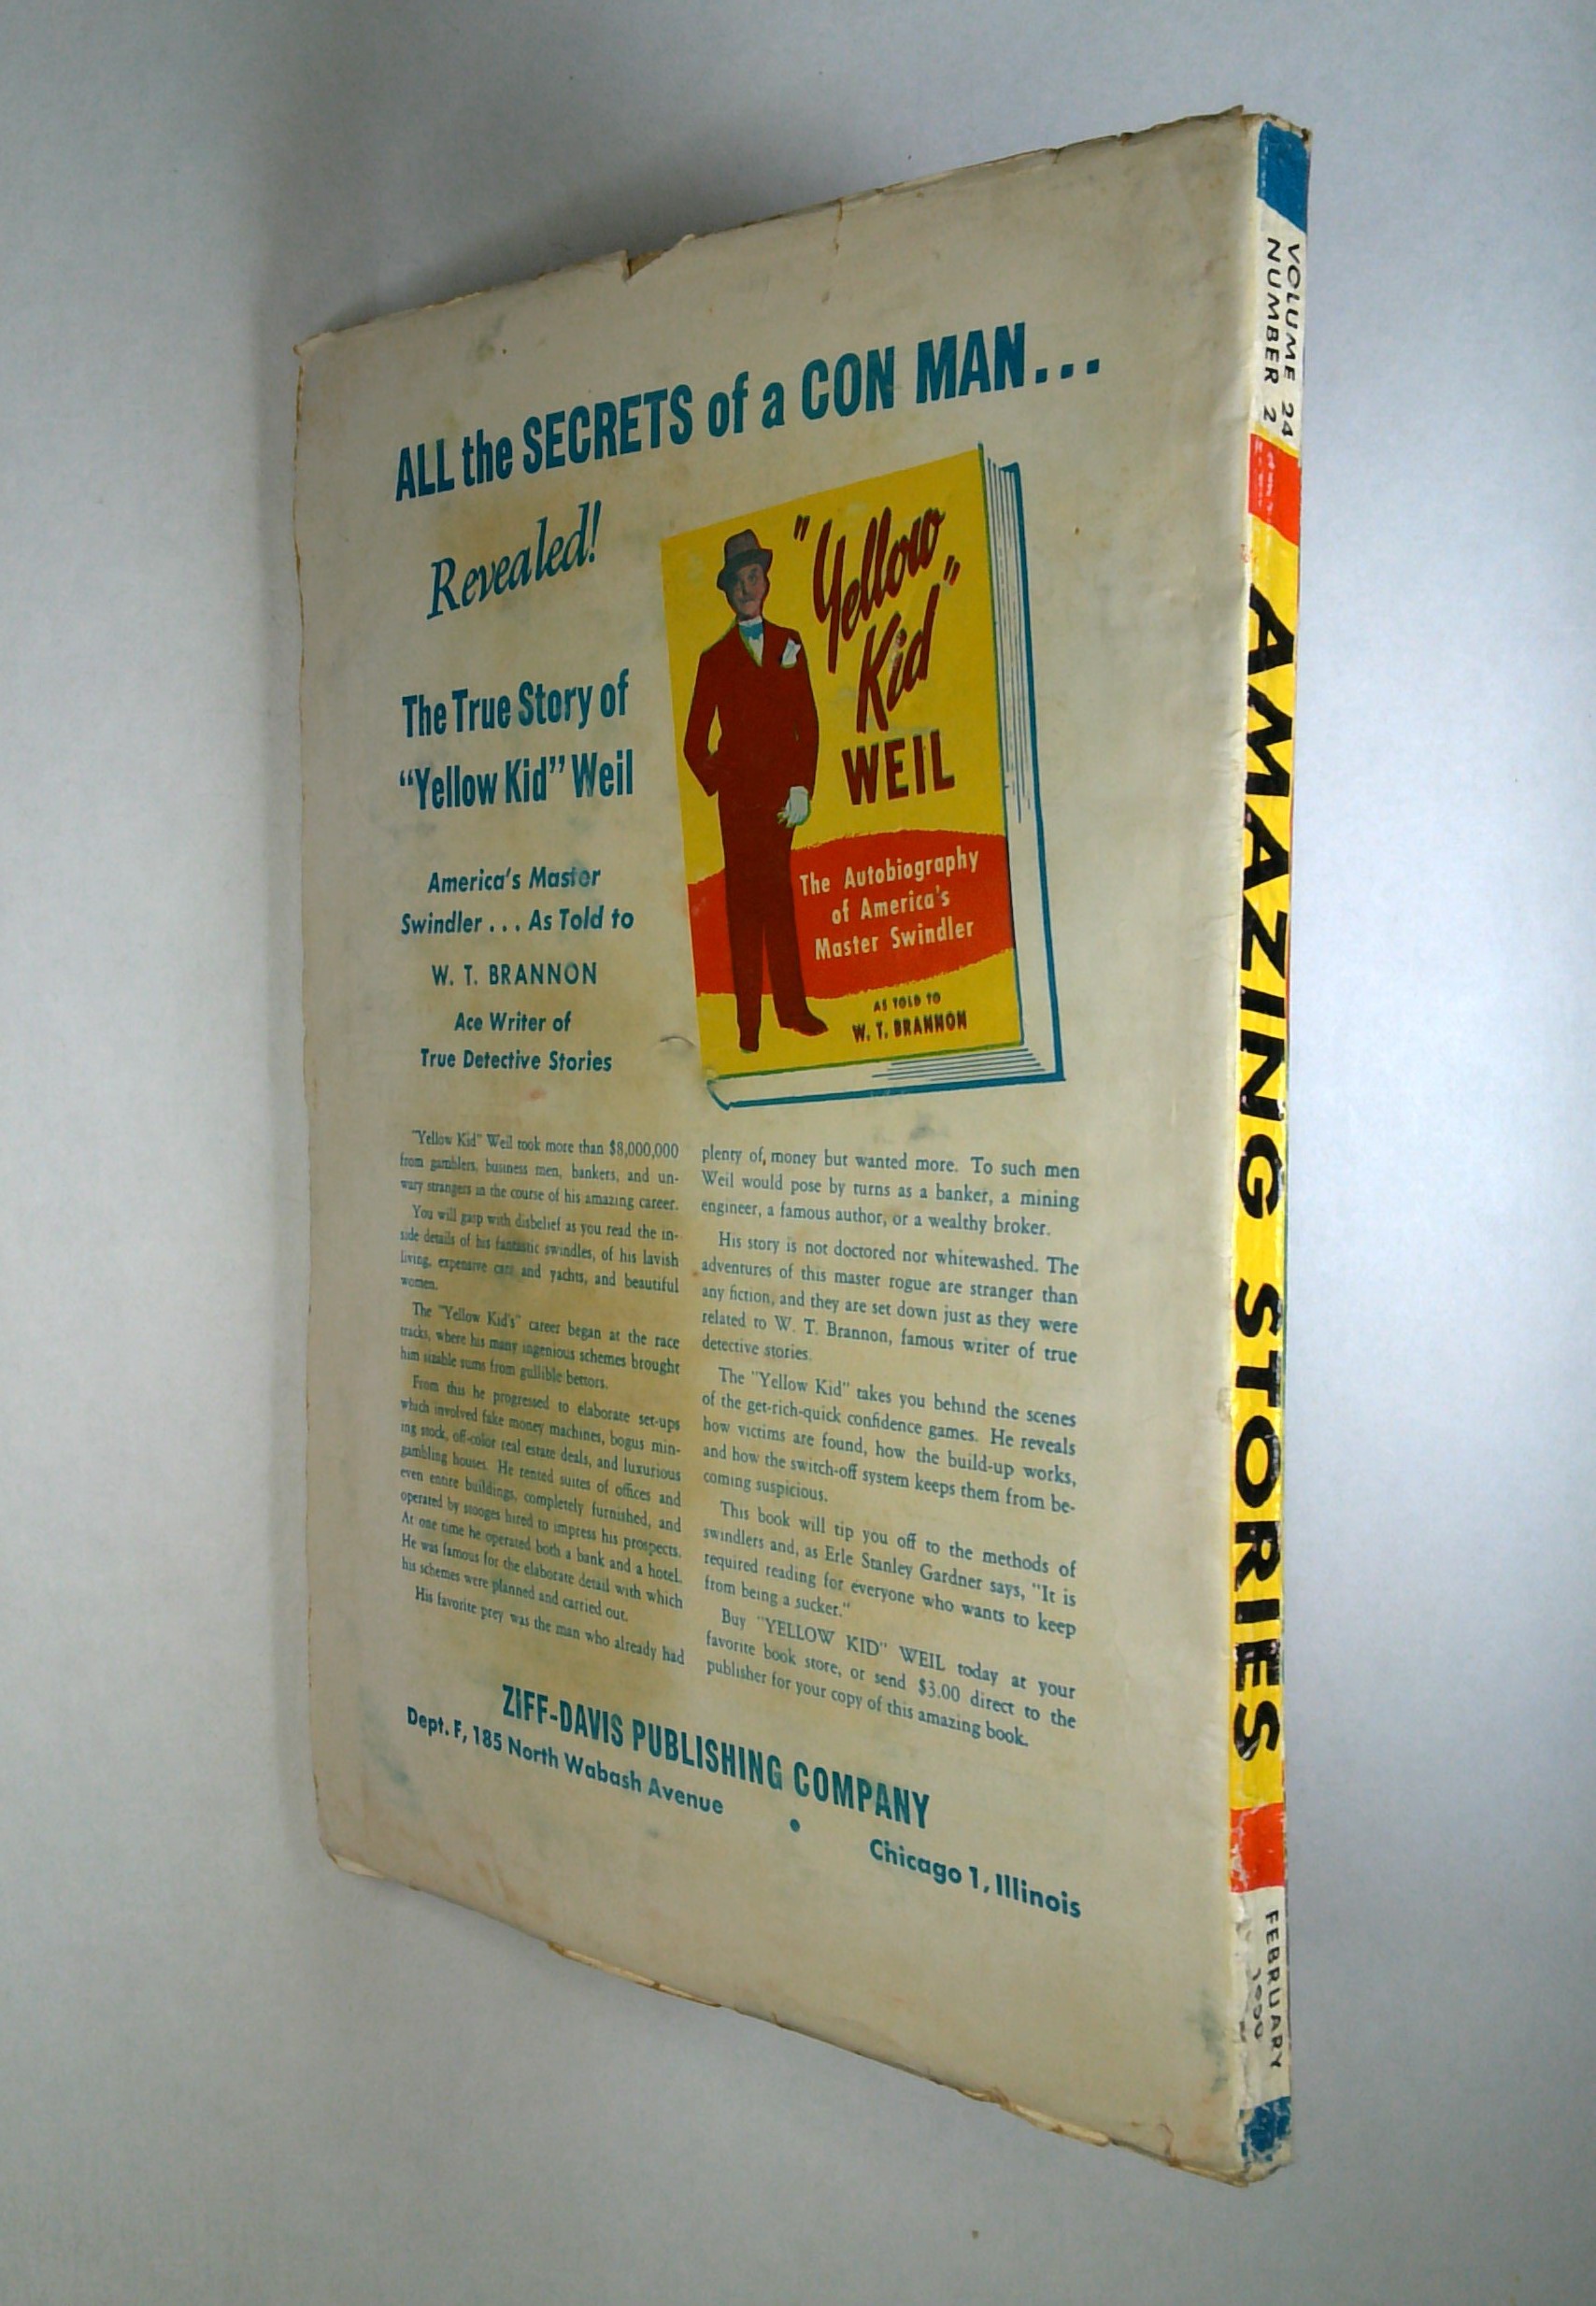 ALL the SECRETS of a CON MAN...
Revealed!
The True Story of
"Yellow Kid" Weil
America's Master
Swindler . . . As Told to
W. T. BRANNON
Ace Writer of
True Detective Stories
"Yellow
Kid"
WEIL
The Autobiography
of America's
Master Swindler
AS TOLD TO
W. T. BRANNON
"Yellow Kid" Weil took more than $8,000,000
from gamblers, business men, bankers, and un-
wary strangers in the course of his amazing career.
You will gasp with disbelief as you read the in-
side details of his fantastic swindles, of his lavish
living, expensive cars and yachts, and beautiful
women.
The "Yellow Kid's" career began at the race
tracks, where his many ingenious schemes brought
him sizable sums from gullible bettors.
From this he progressed to elaborate set-ups
which involved fake money machines, bogus min-
ing stock, off-color real estate deals, and luxurious
gambling houses. He rented suites of offices and
even entire buildings, completely furnished, and
operated by stooges hired to impress his prospects.
At one time he operated both a bank and a hotel.
He was famous for the elaborate detail with which
his schemes were planned and carried out.
His favorite prey was the man who already had
plenty of, money but wanted more. To such men
Weil would pose by turns as a banker, a mining
engineer, a famous author, or a wealthy broker.
His story is not doctored nor whitewashed. The
adventures of this master rogue are stranger than
any fiction, and they are set down just as they were
related to W. T. Brannon, famous writer of true
detective stories.
The "Yellow Kid" takes you behind the scenes
of the get-rich-quick confidence games. He reveals
how victims are found, how the build-up works,
and how the switch-off system keeps them from be-
coming suspicious.
This book will tip you off to the methods of
swindlers and, as Erle Stanley Gardner says, "It is
required reading for everyone who wants to keep
from being a sucker."
Buy "YELLOW KID" WEIL today at your
favorite book store, or send $3.00 direct to the
publisher for your copy of this amazing book.
ZIFF-DAVIS PUBLISHING COMPANY
Dept. F, 185 North Wabash Avenue • Chicago 1, Illinois
VOLUME 24
NUMBER 2
AMAZING STORIES
FEBRUARY
1950